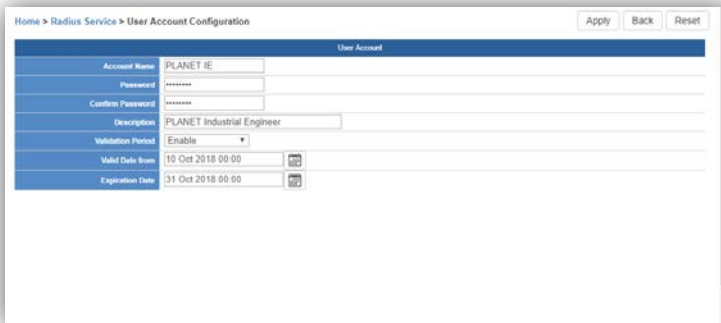 Home > Radius Service > User Account Configuration
Apply Back Reset
User Account
Account Name PLANET IE
Password ••••••••
Confirm Password ••••••••
Description PLANET Industrial Engineer
Validation Period Enable
Valid Date from 10 Oct 2018 00:00
Expiration Date 31 Oct 2018 00:00